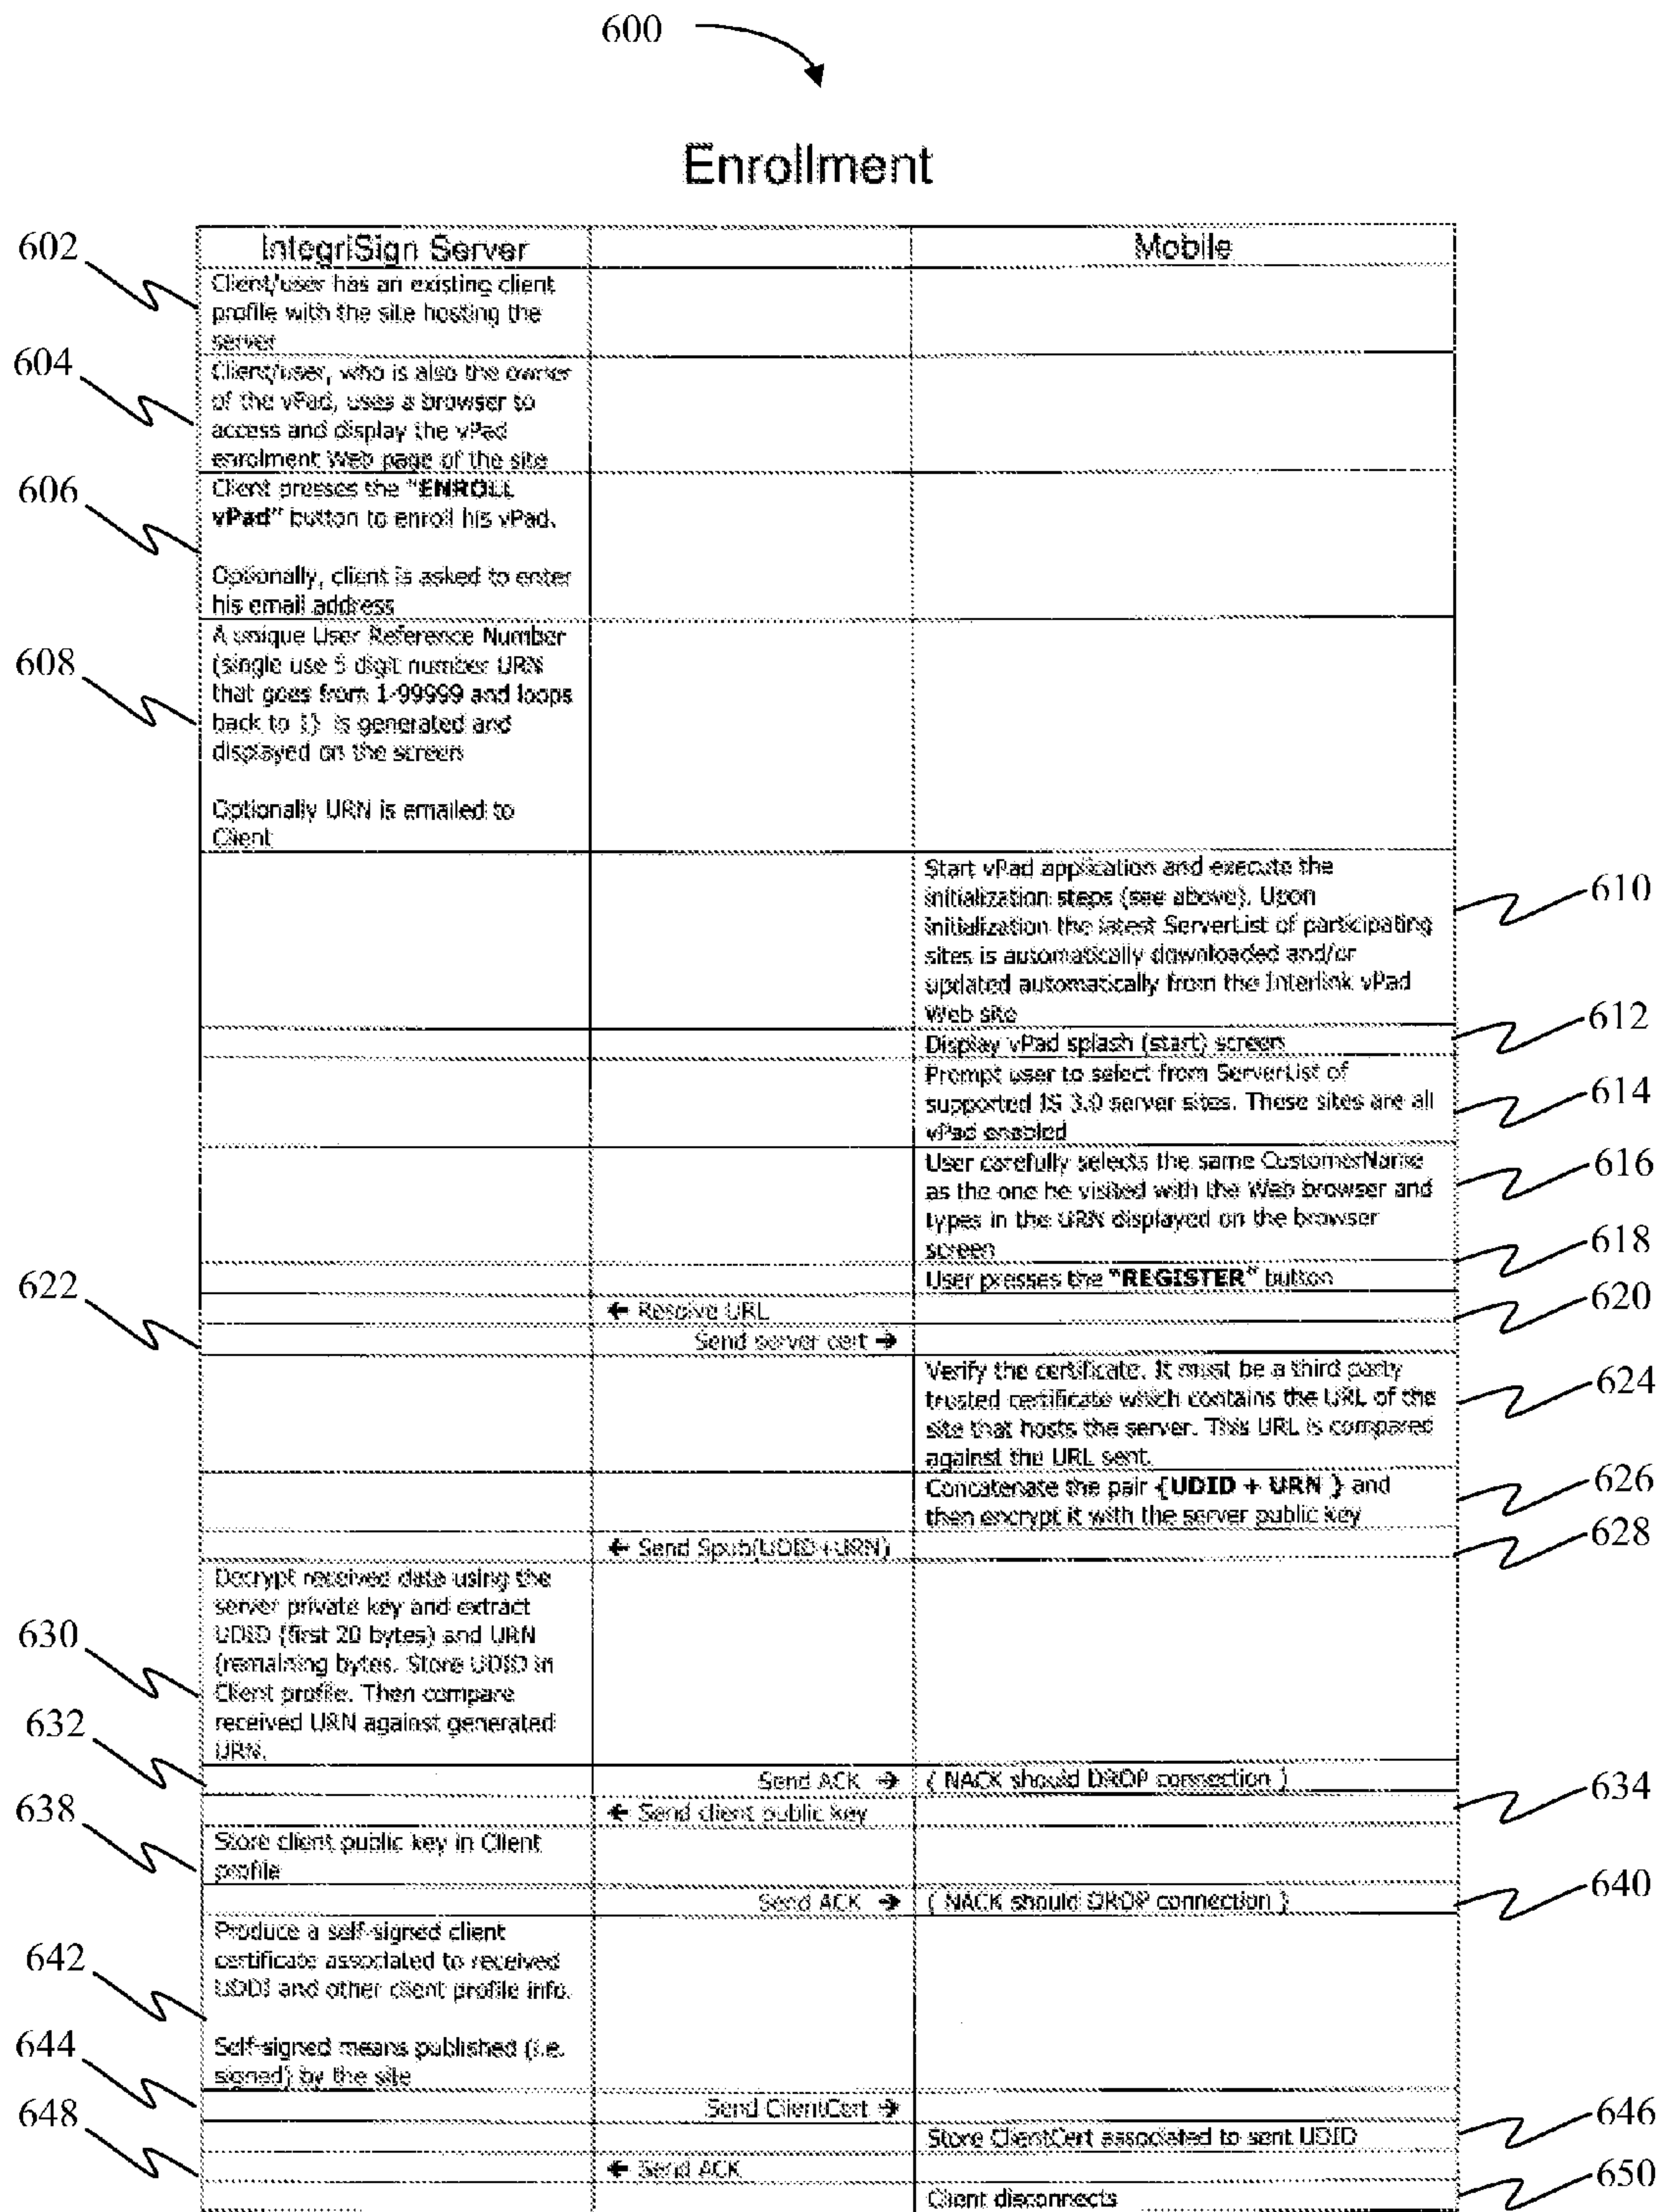 600
Enrollment
IntegriSign Server
Mobile
602
Client/user has an existing client
profile with the site hosting the
server
604
Client/user, who is also the owner
of the vPad, uses a browser to
access and display the vPad
enrolment Web page of the site
606
Client presses the "ENROLL
vPad" button to enroll his vPad.
Optionally, client is asked to enter
his email address
608
A unique User Reference Number
(single use 5 digit number URN
that goes from 1-99999 and loops
back to 1) is generated and
displayed on the screen
Optionally URN is emailed to
Client
Start vPad application and execute the
initialization steps (see above). Upon
initialization the latest ServerList of participating
sites is automatically downloaded and/or
updated automatically from the Interlink vPad
Web site
610
Display vPad splash (start) screen
612
Prompt user to select from ServerList of
supported IS 3.0 server sites. These sites are all
vPad enabled
614
User carefully selects the same CustomerName
as the one he visited with the Web browser and
types in the URN displayed on the browser
screen
616
User presses the "REGISTER" button
618
← Resolve URL
620
622
Send server cert →
Verify the certificate. It must be a third party
trusted certificate which contains the URL of the
site that hosts the server. This URL is compared
against the URL sent.
624
Concatenate the pair {UDID + URN } and
then encrypt it with the server public key
626
← Send Spub(UDID+URN)
628
630
Decrypt received data using the
server private key and extract
UDID (first 20 bytes) and URN
(remaining bytes. Store UDID in
Client profile. Then compare
received URN against generated
URN.
632
Send ACK → ( NACK should DROP connection )
← Send client public key
634
638
Store client public key in Client
profile
Send ACK → ( NACK should DROP connection )
640
642
Produce a self-signed client
certificate associated to received
UDDI and other client profile info.
Self-signed means published (i.e.
signed) by the site
644
Send ClientCert →
Store ClientCert associated to sent UDID
646
648
← Send ACK
Client disconnects
650